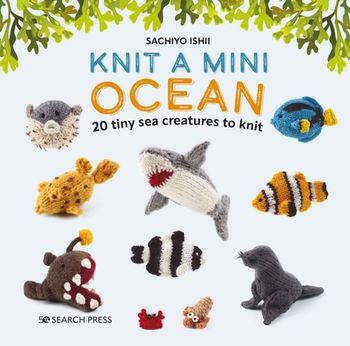 SACHIYO ISHII
KNIT A MINI
OCEAN
20 tiny sea creatures to knit
SEARCH PRESS